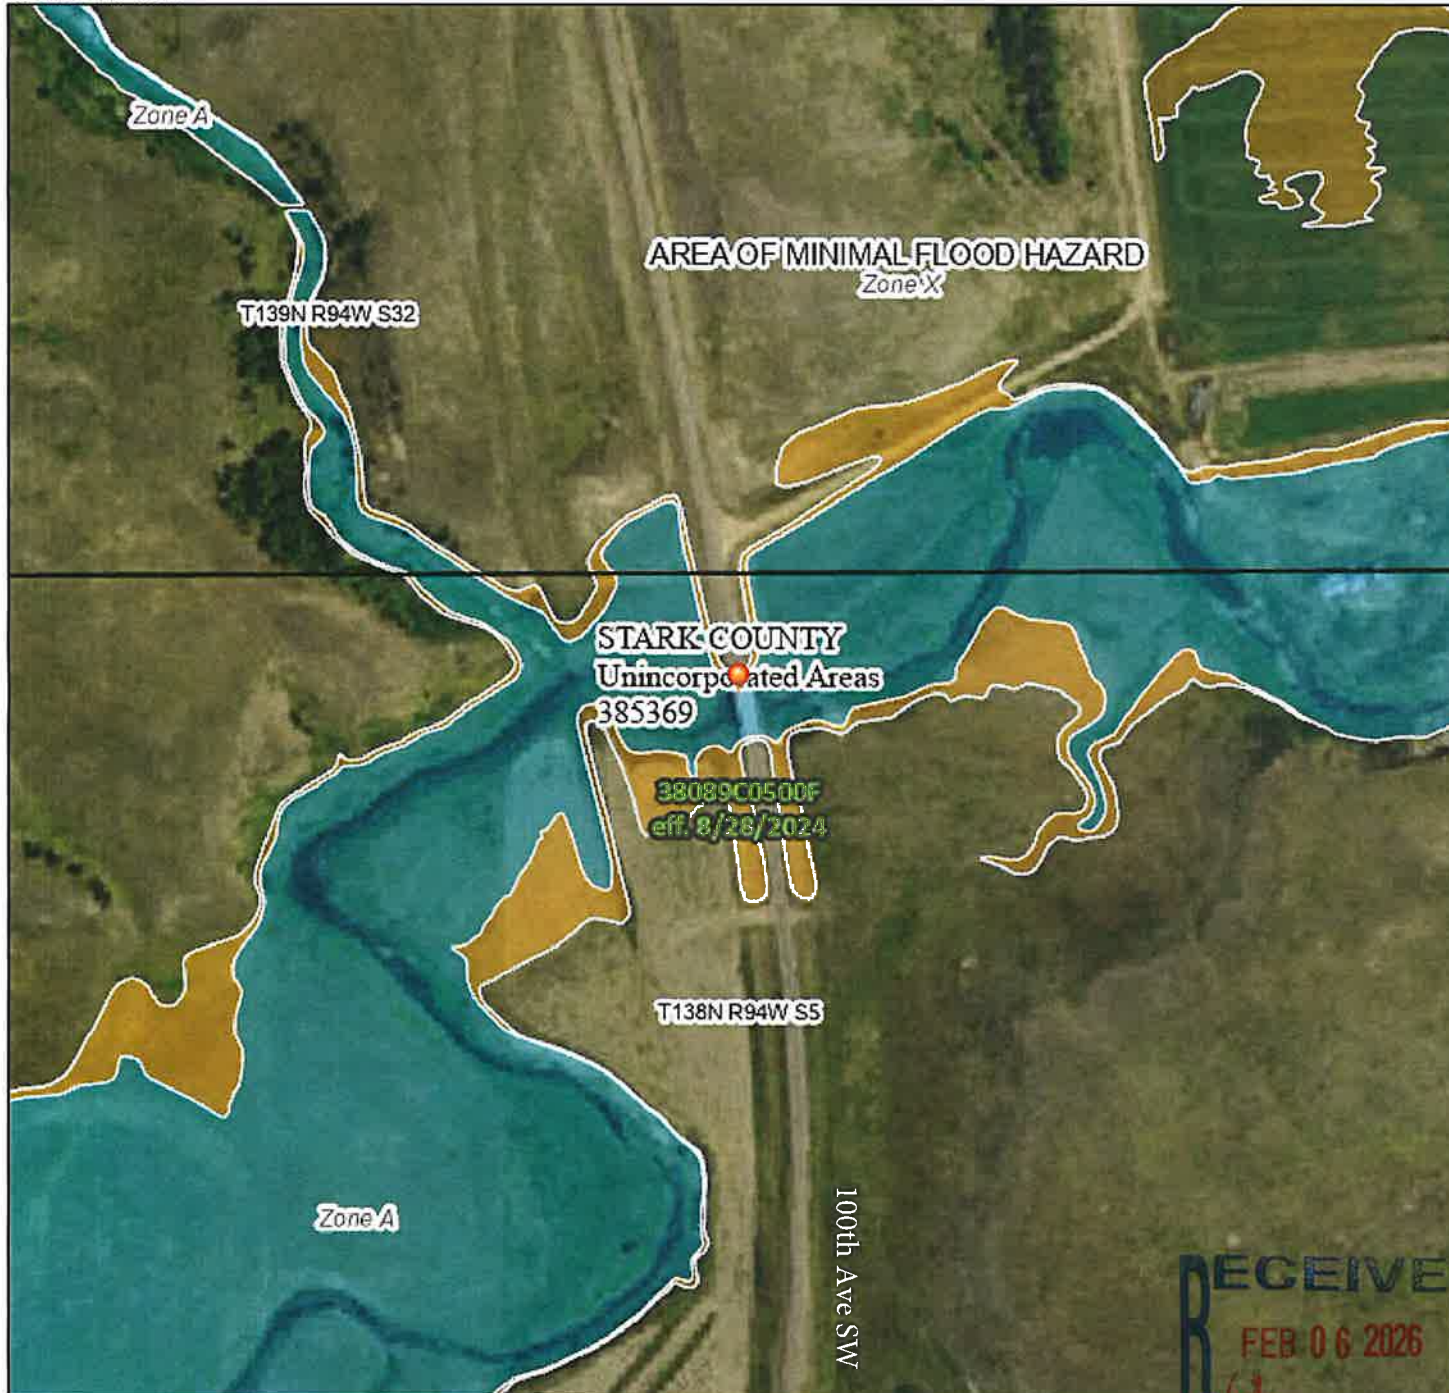 Zone A
AREA OF MINIMAL FLOOD HAZARD
Zone X
T139N R94W S32
STARK COUNTY
Unincorporated Areas
385369
38089C0500F
eff. 8/28/2024
T138N R94W S5
Zone A
100th Ave SW
RECEIVE
FEB 06 2026